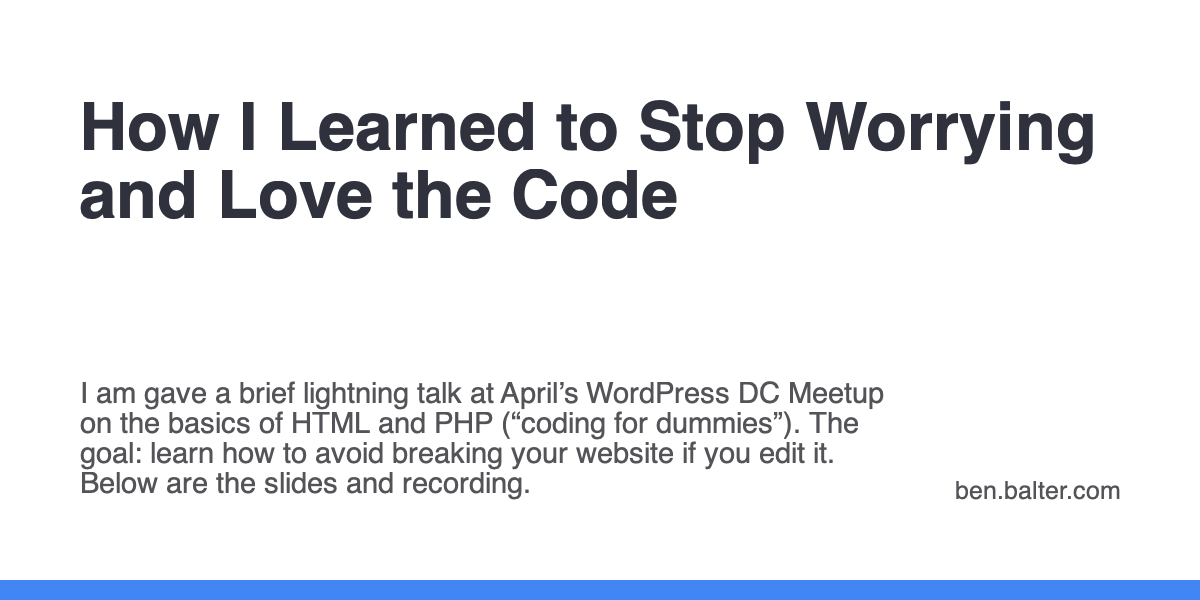 How I Learned to Stop Worrying
and Love the Code
I am gave a brief lightning talk at April’s WordPress DC Meetup
on the basics of HTML and PHP (“coding for dummies”). The
goal: learn how to avoid breaking your website if you edit it.
Below are the slides and recording.
ben.balter.com